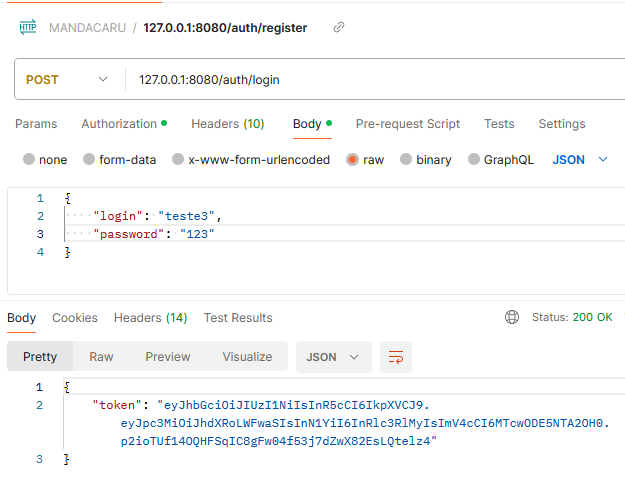 HTTP MANDACARU / 127.0.0.1:8080/auth/register
POST 127.0.0.1:8080/auth/login
Params Authorization Headers (10) Body Pre-request Script Tests Settings
none form-data x-www-form-urlencoded raw binary GraphQL JSON
1 {
2 "login": "teste3",
3 "password": "123"
4 }
Body Cookies Headers (14) Test Results Status: 200 OK
Pretty Raw Preview Visualize JSON
1 {
2 "token": "eyJhbGciOiJIUzI1NiIsInR5cCI6IkpXVCJ9.
eyJpc3MiOiJhdXRoLWFwaSIsInN1YiI6InRlc3RlMyIsImV4cCI6MTcwODE5NTA2OH0.
p2ioTUf14OQHFSqIC8gFw04f53j7dZwX82EsLQtelz4"
3 }